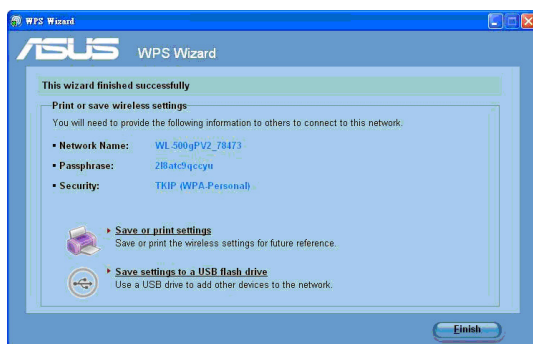 WPS Wizard
ASUS WPS Wizard
This wizard finished successfully
Print or save wireless settings
You will need to provide the following information to others to connect to this network.
▪ Network Name: WL-500gPV2_78473
▪ Passphrase: 2l8atc9qccyu
▪ Security: TKIP (WPA-Personal)
Save or print settings
Save or print the wireless settings for future reference.
Save settings to a USB flash drive
Use a USB drive to add other devices to the network.
Finish